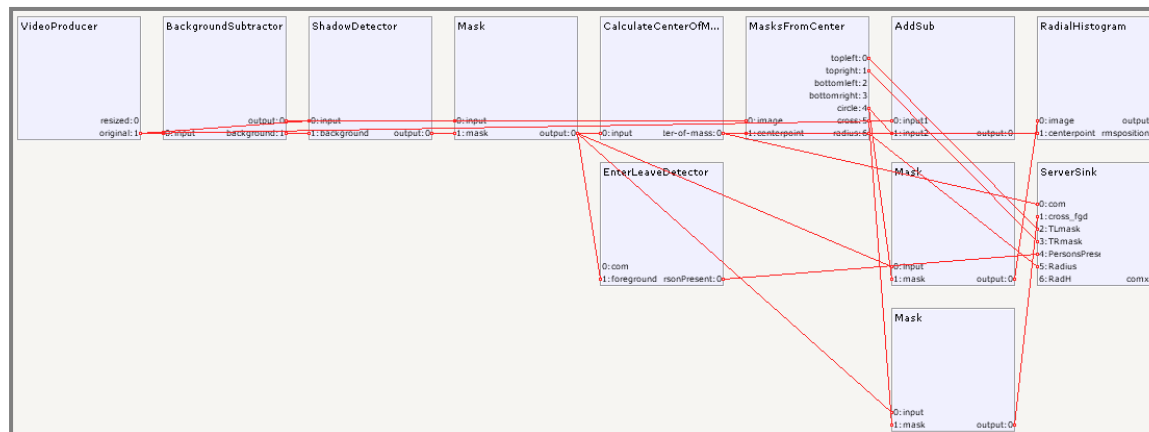 VideoProducer
resized:0
original:1
BackgroundSubtractor
output:0
0:input background:1
ShadowDetector
0:input
1:background output:0
Mask
0:input
1:mask output:0
CalculateCenterOfM...
0:input ter-of-mass:0
MasksFromCenter
topleft:0
topright:1
bottomleft:2
bottomright:3
circle:4
0:image cross:5
1:centerpoint radius:6
AddSub
0:input1
1:input2 output:0
RadialHistogram
0:image output
1:centerpoint rmsposition
EnterLeaveDetector
0:com
1:foreground rsonPresent:0
Mask
0:input
1:mask output:0
ServerSink
0:com
1:cross_fgd
2:TLmask
3:TRmask
4:PersonsPrese
5:Radius
6:RadH comx
Mask
0:input
1:mask output:0